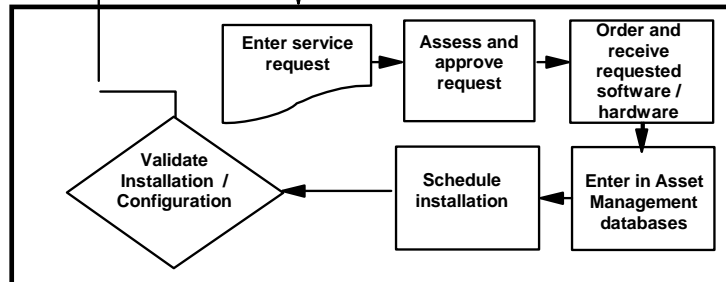 Enter service
request
Assess and
approve
request
Order and
receive
requested
software /
hardware
Enter in Asset
Management
databases
Schedule
installation
Validate
Installation /
Configuration